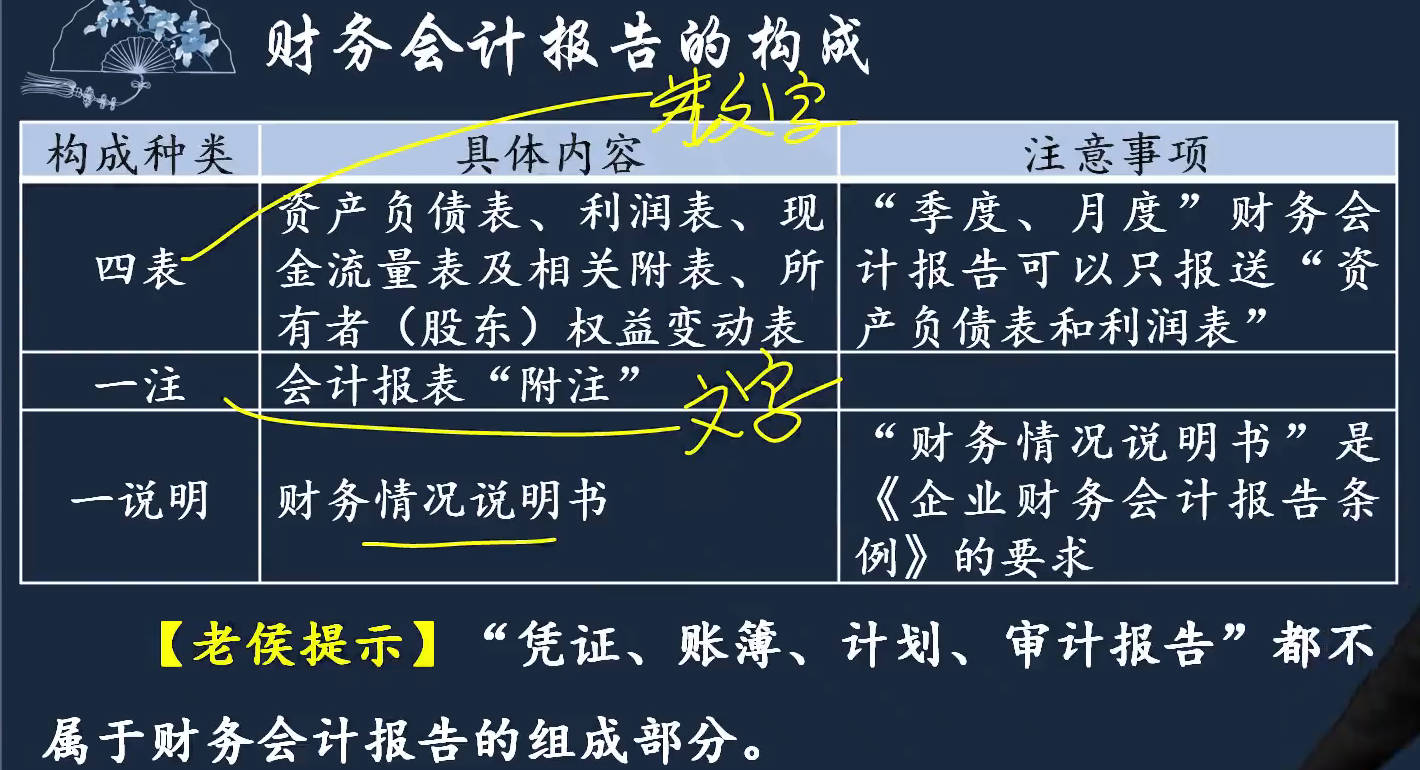 财务会计报告的构成
数字
构成种类
具体内容
注意事项
四表
资产负债表、利润表、现
金流量表及相关附表、所
有者（股东）权益变动表
“季度、月度”财务会
计报告可以只报送“资
产负债表和利润表”
一注
会计报表“附注”
文字
一说明
财务情况说明书
“财务情况说明书”是
《企业财务会计报告条
例》的要求
【老侯提示】“凭证、账簿、计划、审计报告”都不
属于财务会计报告的组成部分。